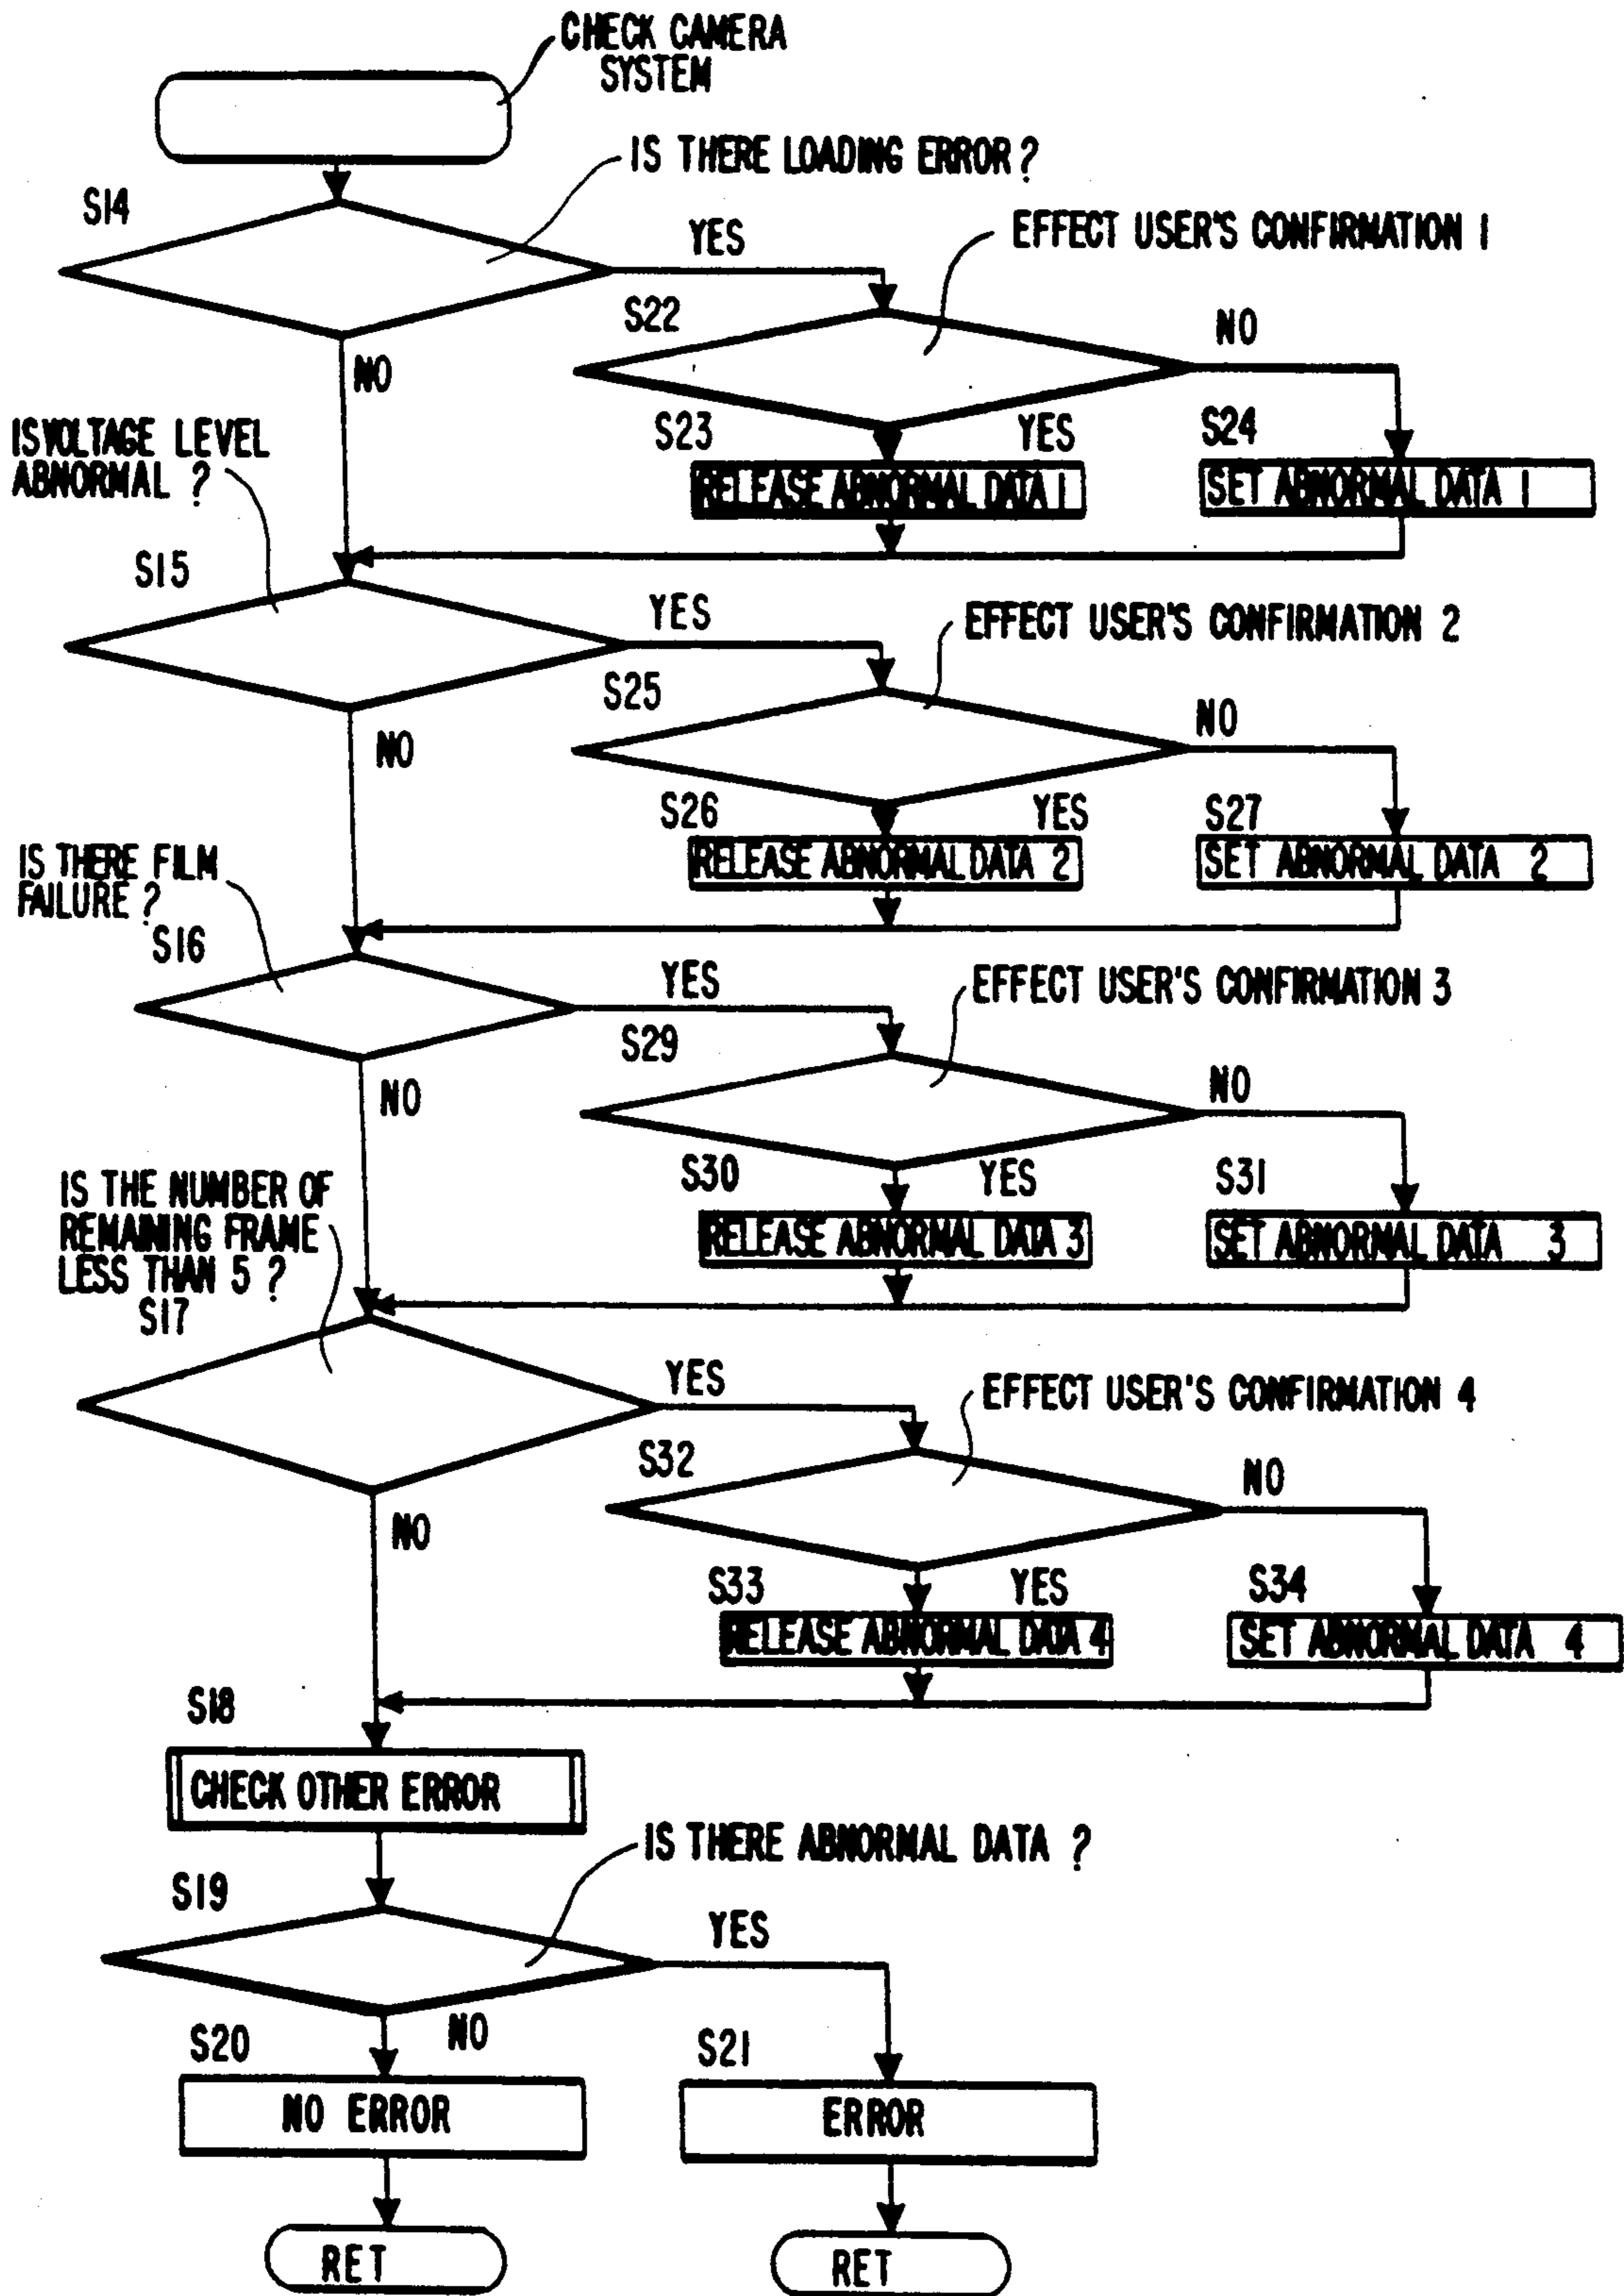 CHECK CAMERA
SYSTEM
IS THERE LOADING ERROR ?
S14
YES
EFFECT USER'S CONFIRMATION 1
S22
NO
NO
S23
YES
S24
RELEASE ABNORMAL DATA 1
SET ABNORMAL DATA 1
IS VOLTAGE LEVEL
ABNORMAL ?
S15
YES
EFFECT USER'S CONFIRMATION 2
S25
NO
NO
S26
YES
S27
RELEASE ABNORMAL DATA 2
SET ABNORMAL DATA 2
IS THERE FILM
FAILURE ?
S16
YES
EFFECT USER'S CONFIRMATION 3
S29
NO
NO
S30
YES
S31
RELEASE ABNORMAL DATA 3
SET ABNORMAL DATA 3
IS THE NUMBER OF
REMAINING FRAME
LESS THAN 5 ?
S17
YES
EFFECT USER'S CONFIRMATION 4
S32
NO
NO
S33
YES
S34
RELEASE ABNORMAL DATA 4
SET ABNORMAL DATA 4
S18
CHECK OTHER ERROR
IS THERE ABNORMAL DATA ?
S19
YES
NO
S20
S21
NO ERROR
ERROR
RET
RET